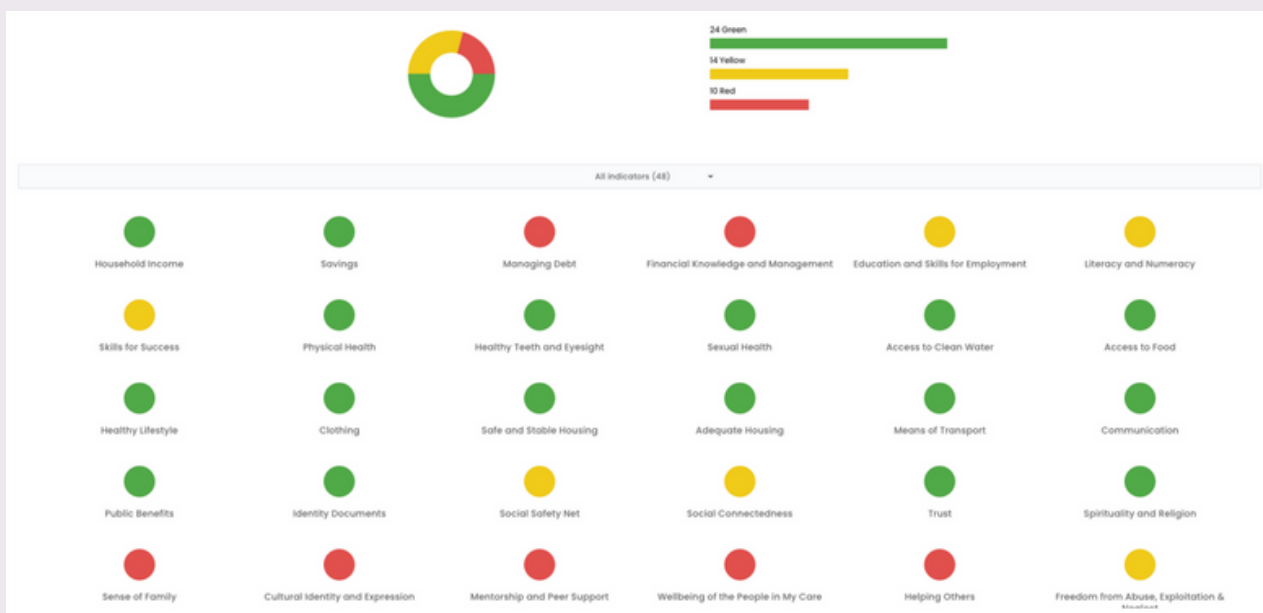 24 Green
14 Yellow
10 Red
All indicators (48)
Household Income
Savings
Managing Debt
Financial Knowledge and Management
Education and Skills for Employment
Literacy and Numeracy
Skills for Success
Physical Health
Healthy Teeth and Eyesight
Sexual Health
Access to Clean Water
Access to Food
Healthy Lifestyle
Clothing
Safe and Stable Housing
Adequate Housing
Means of Transport
Communication
Public Benefits
Identity Documents
Social Safety Net
Social Connectedness
Trust
Spirituality and Religion
Sense of Family
Cultural Identity and Expression
Mentorship and Peer Support
Wellbeing of the People in My Care
Helping Others
Freedom from Abuse, Exploitation &